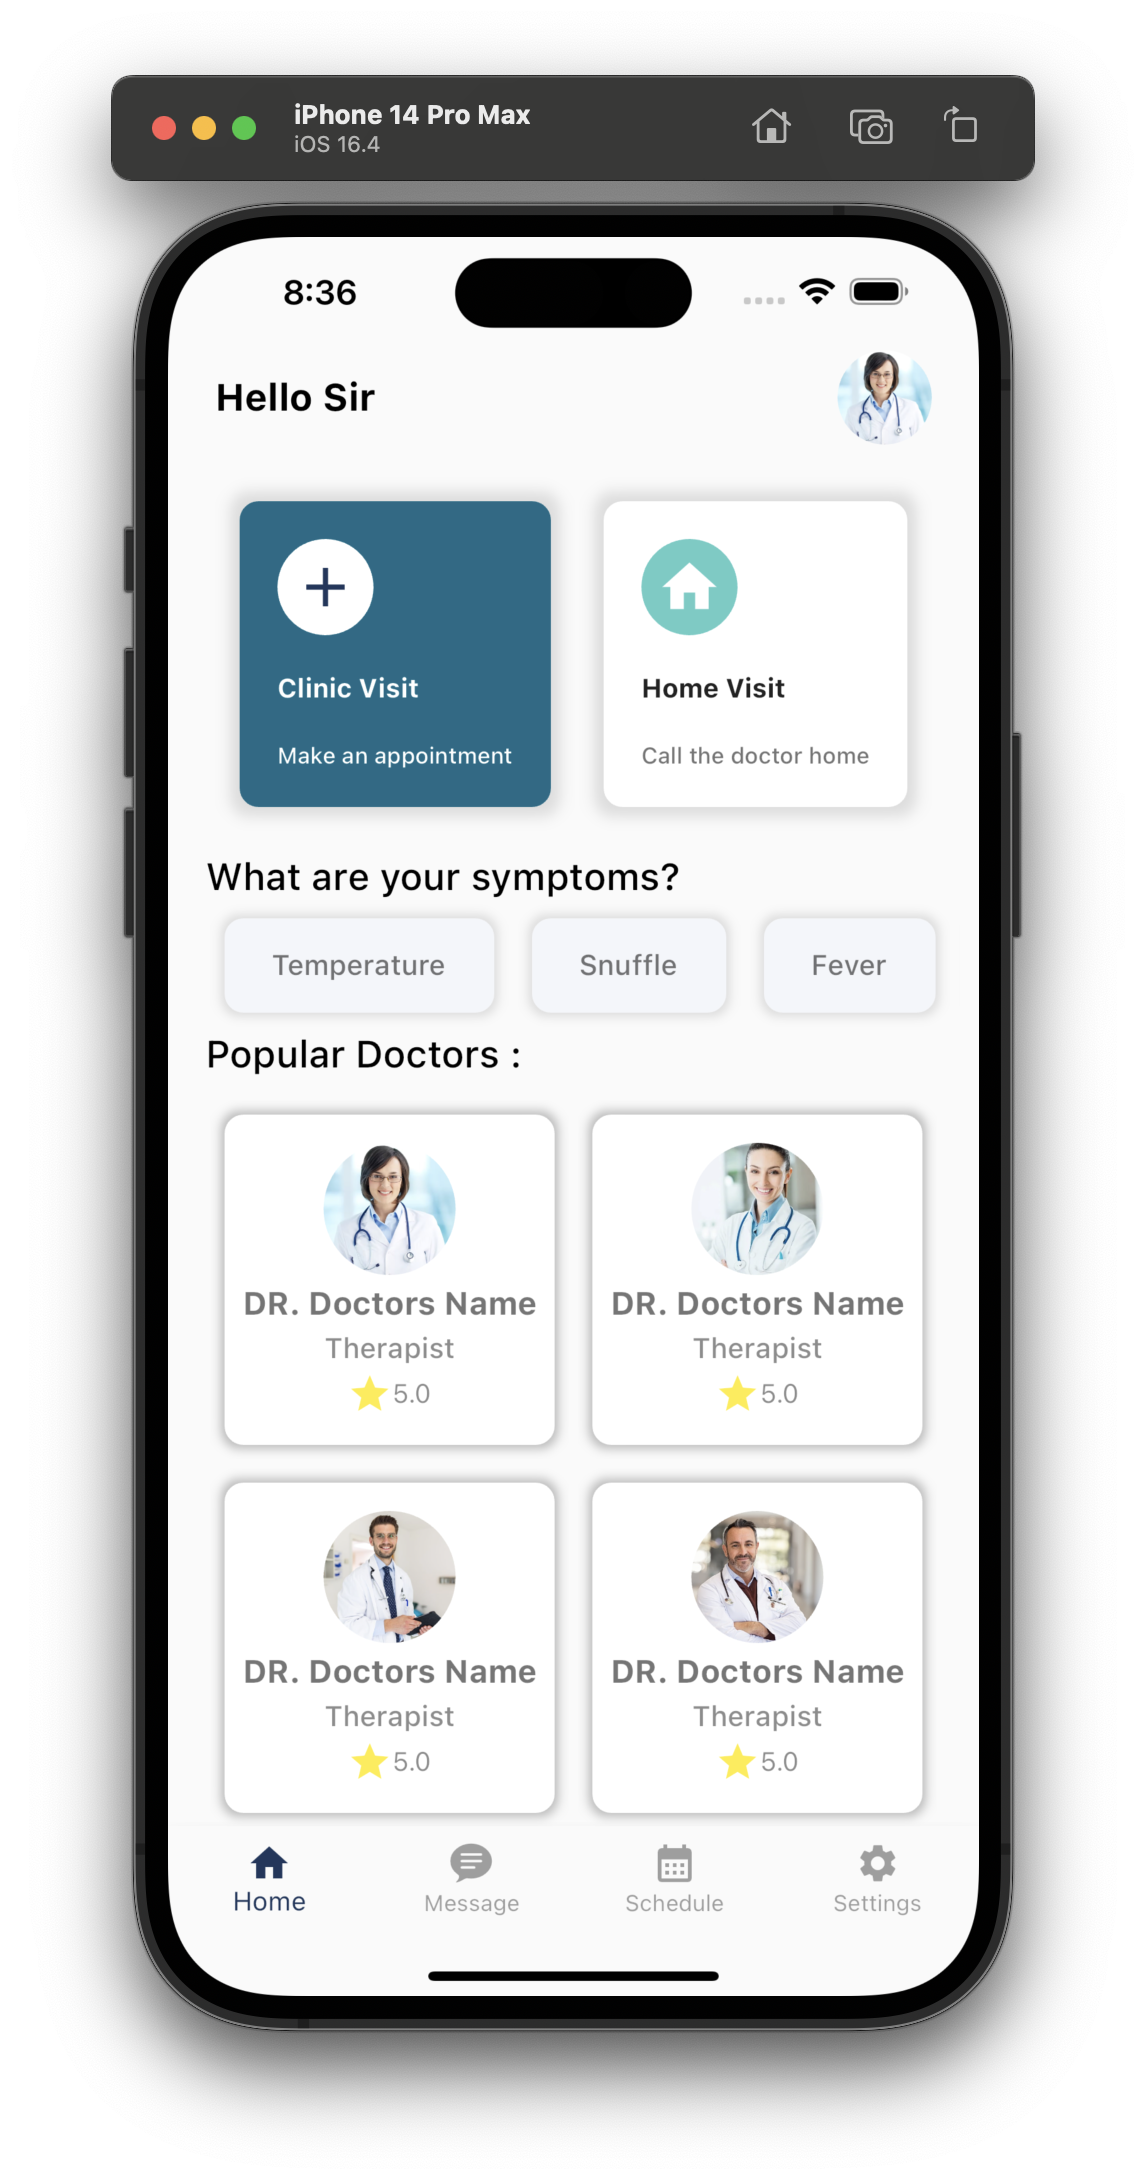 iPhone 14 Pro Max
iOS 16.4
8:36
Hello Sir
Clinic Visit
Make an appointment
Home Visit
Call the doctor home
What are your symptoms?
Temperature
Snuffle
Fever
Popular Doctors :
DR. Doctors Name
Therapist
5.0
DR. Doctors Name
Therapist
5.0
DR. Doctors Name
Therapist
5.0
DR. Doctors Name
Therapist
5.0
Home
Message
Schedule
Settings